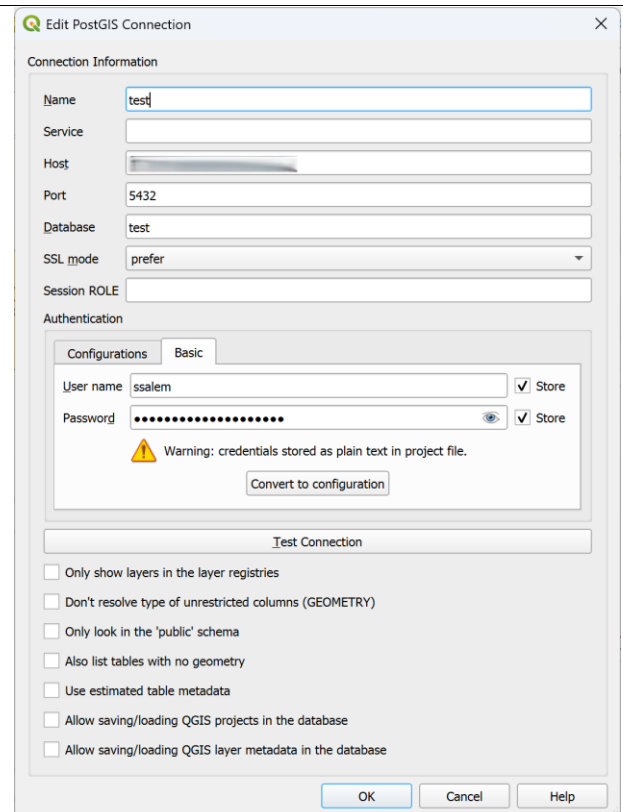 Edit PostGIS Connection
Connection Information
Name test
Service
Host
Port 5432
Database test
SSL mode prefer
Session ROLE
Authentication
Configurations Basic
User name ssalem Store
Password ●●●●●●●●●●●●●●●●●●●● Store
Warning: credentials stored as plain text in project file.
Convert to configuration
Test Connection
Only show layers in the layer registries
Don't resolve type of unrestricted columns (GEOMETRY)
Only look in the 'public' schema
Also list tables with no geometry
Use estimated table metadata
Allow saving/loading QGIS projects in the database
Allow saving/loading QGIS layer metadata in the database
OK Cancel Help